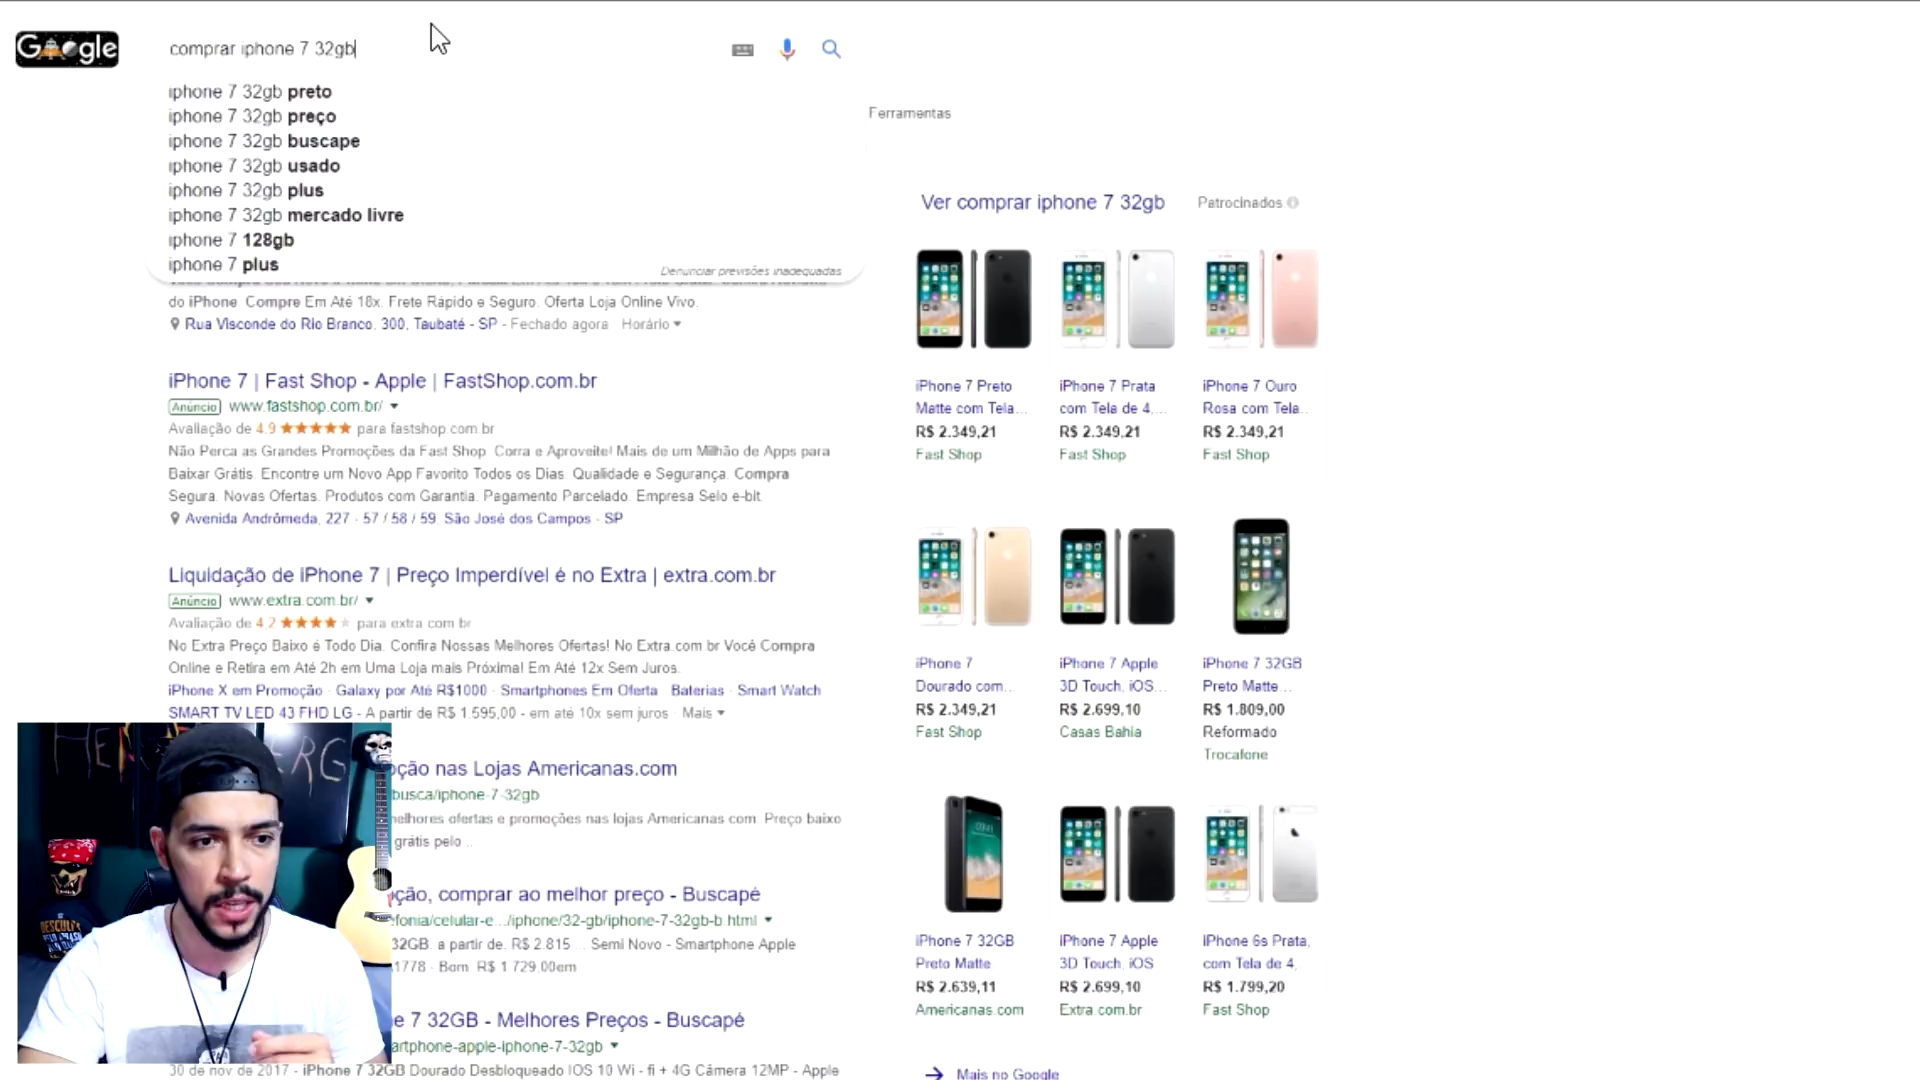 Google
comprar iphone 7 32gb
iphone 7 32gb preto
iphone 7 32gb preço
iphone 7 32gb buscape
iphone 7 32gb usado
iphone 7 32gb plus
iphone 7 32gb mercado livre
iphone 7 128gb
iphone 7 plus
Denunciar previsões inadequadas
Ferramentas
do iPhone. Compre Em Até 18x. Frete Rápido e Seguro. Oferta Loja Online Vivo.
Rua Visconde do Rio Branco, 300, Taubaté - SP - Fechado agora · Horário
iPhone 7 | Fast Shop - Apple | FastShop.com.br
Anúncio www.fastshop.com.br/
Avaliação de 4,9 ★★★★★ para fastshop.com.br
Não Perca as Grandes Promoções da Fast Shop. Corra e Aproveite! Mais de um Milhão de Apps para
Baixar Grátis. Encontre um Novo App Favorito Todos os Dias. Qualidade e Segurança. Compra
Segura. Novas Ofertas. Produtos com Garantia. Pagamento Parcelado. Empresa Selo e-bit.
Avenida Andrômeda, 227 - 57 / 58 / 59, São José dos Campos - SP
Liquidação de iPhone 7 | Preço Imperdível é no Extra | extra.com.br
Anúncio www.extra.com.br/
Avaliação de 4,2 ★★★★★ para extra.com.br
No Extra Preço Baixo é Todo Dia. Confira Nossas Melhores Ofertas! No Extra.com.br Você Compra
Online e Retira em Até 2h em Uma Loja mais Próxima! Em Até 12x Sem Juros.
iPhone X em Promoção · Galaxy por Até R$1000 · Smartphones Em Oferta · Baterias · Smart Watch
SMART TV LED 43 FHD LG - A partir de R$ 1.595,00 - em até 10x sem juros · Mais
ção nas Lojas Americanas.com
busca/iphone-7-32gb
melhores ofertas e promoções nas lojas Americanas.com. Preço baixo
grátis pelo ...
ção, comprar ao melhor preço - Buscapé
efonia/celular-e.../iphone/32-gb/iphone-7-32gb-b.html
32GB. a partir de. R$ 2.815 ... Semi Novo - Smartphone Apple
1778 - Bom. R$ 1.729,00em
e 7 32GB - Melhores Preços - Buscapé
artphone-apple-iphone-7-32gb
30 de nov de 2017 - iPhone 7 32GB Dourado Desbloqueado IOS 10 Wi - fi + 4G Câmera 12MP - Apple
Ver comprar iphone 7 32gb Patrocinados
iPhone 7 Preto
Matte com Tela...
R$ 2.349,21
Fast Shop
iPhone 7 Prata
com Tela de 4,...
R$ 2.349,21
Fast Shop
iPhone 7 Ouro
Rosa com Tela...
R$ 2.349,21
Fast Shop
iPhone 7
Dourado com...
R$ 2.349,21
Fast Shop
iPhone 7 Apple
3D Touch, iOS...
R$ 2.699,10
Casas Bahia
iPhone 7 32GB
Preto Matte...
R$ 1.809,00
Reformado
Trocafone
iPhone 7 32GB
Preto Matte
R$ 2.639,11
Americanas.com
iPhone 7 Apple
3D Touch, iOS
R$ 2.699,10
Extra.com.br
iPhone 6s Prata,
com Tela de 4,
R$ 1.799,20
Fast Shop
Mais no Google